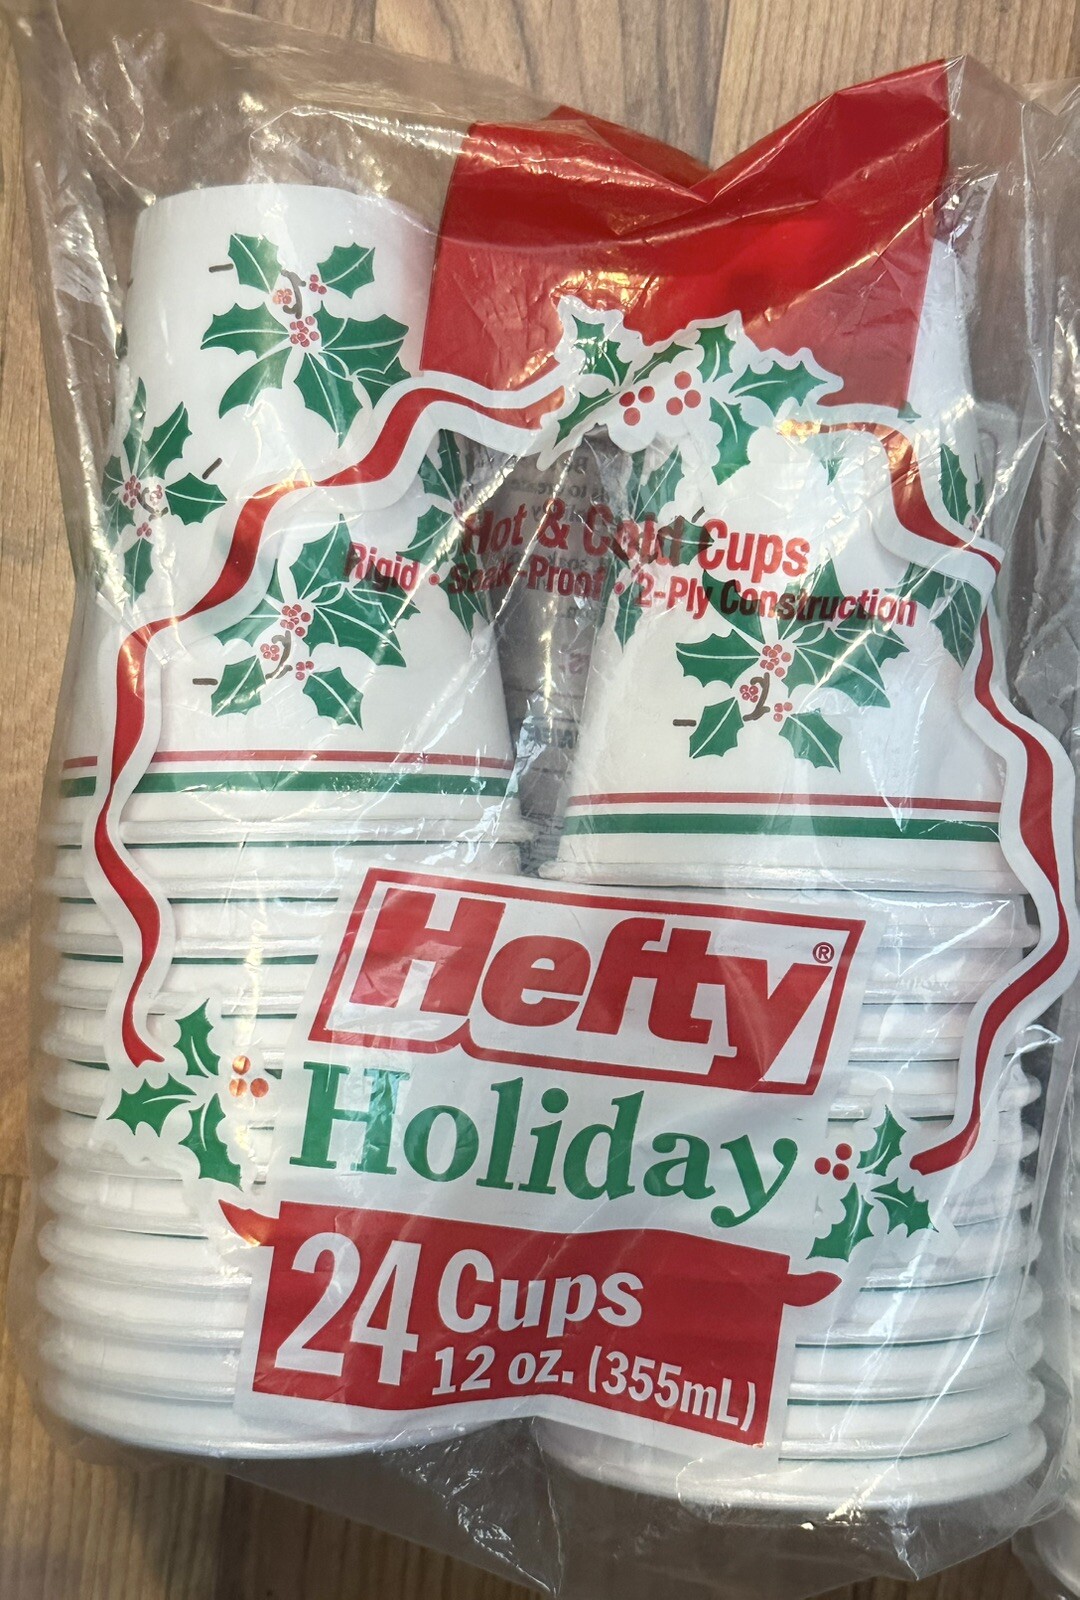 Hot & Cold Cups
Rigid • Soak-Proof • 2-Ply Construction
Hefty®
Holiday
24 Cups
12 oz. (355mL)